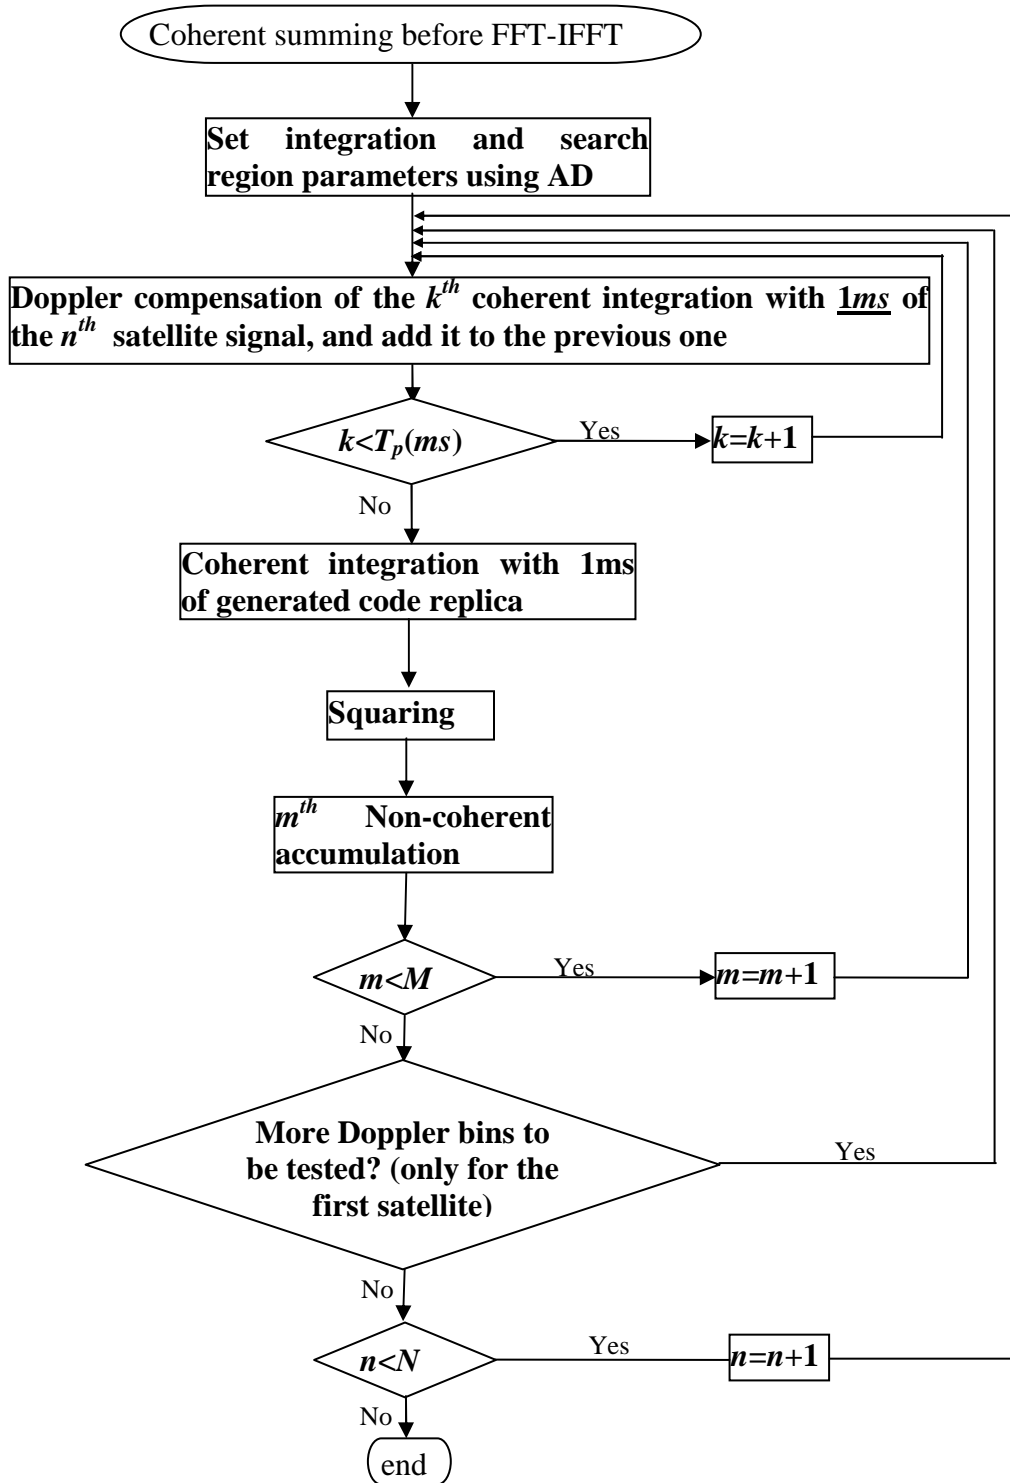 Coherent summing before FFT-IFFT
Set integration and search
region parameters using AD
Doppler compensation of the kth coherent integration with 1ms of
the nth satellite signal, and add it to the previous one
k<Tp(ms)
Yes
k=k+1
No
Coherent integration with 1ms
of generated code replica
Squaring
mth Non-coherent
accumulation
m<M
Yes
m=m+1
No
More Doppler bins to
be tested? (only for the
first satellite)
Yes
No
n<N
Yes
n=n+1
No
end